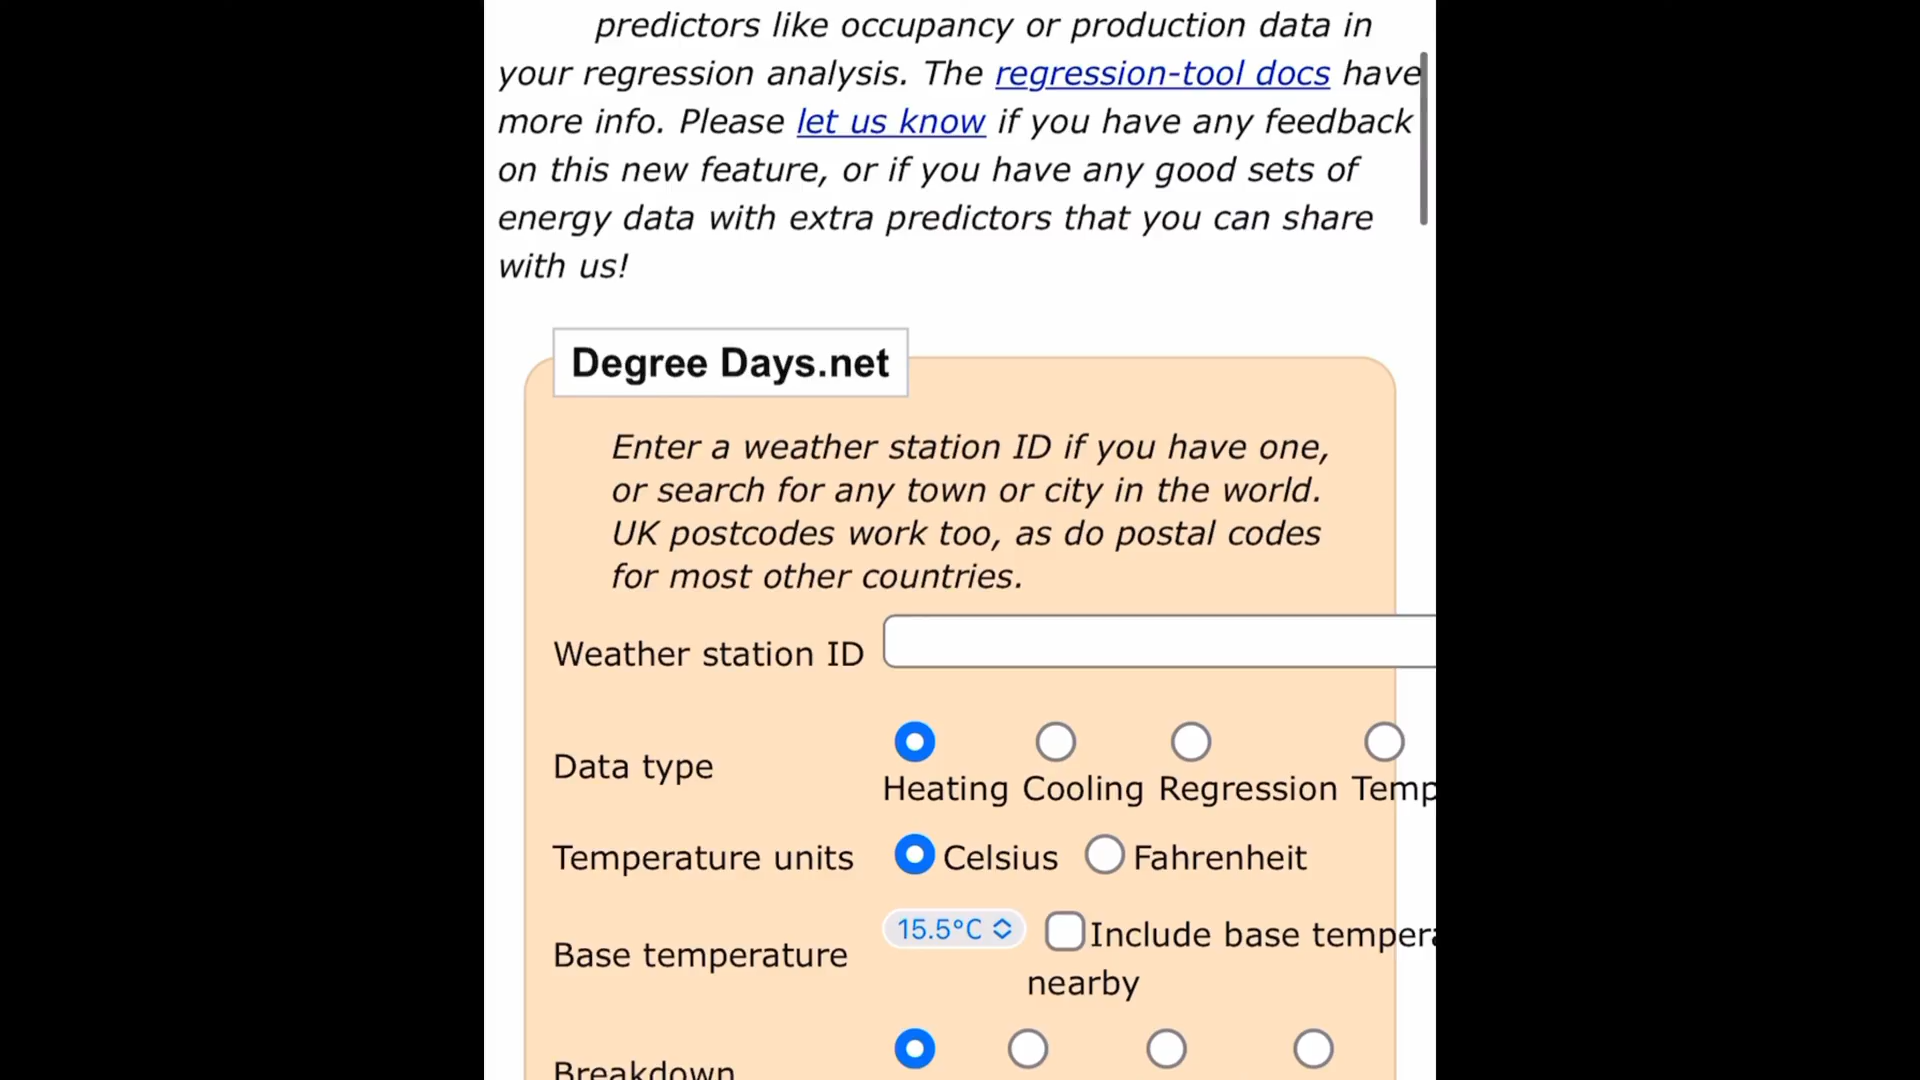 predictors like occupancy or production data in
your regression analysis. The regression-tool docs have
more info. Please let us know if you have any feedback
on this new feature, or if you have any good sets of
energy data with extra predictors that you can share
with us!
Degree Days.net
Enter a weather station ID if you have one,
or search for any town or city in the world.
UK postcodes work too, as do postal codes
for most other countries.
Weather station ID
Data type
Heating Cooling Regression Temp
Temperature units Celsius Fahrenheit
Base temperature 15.5°C Include base tempera
nearby
Breakdown